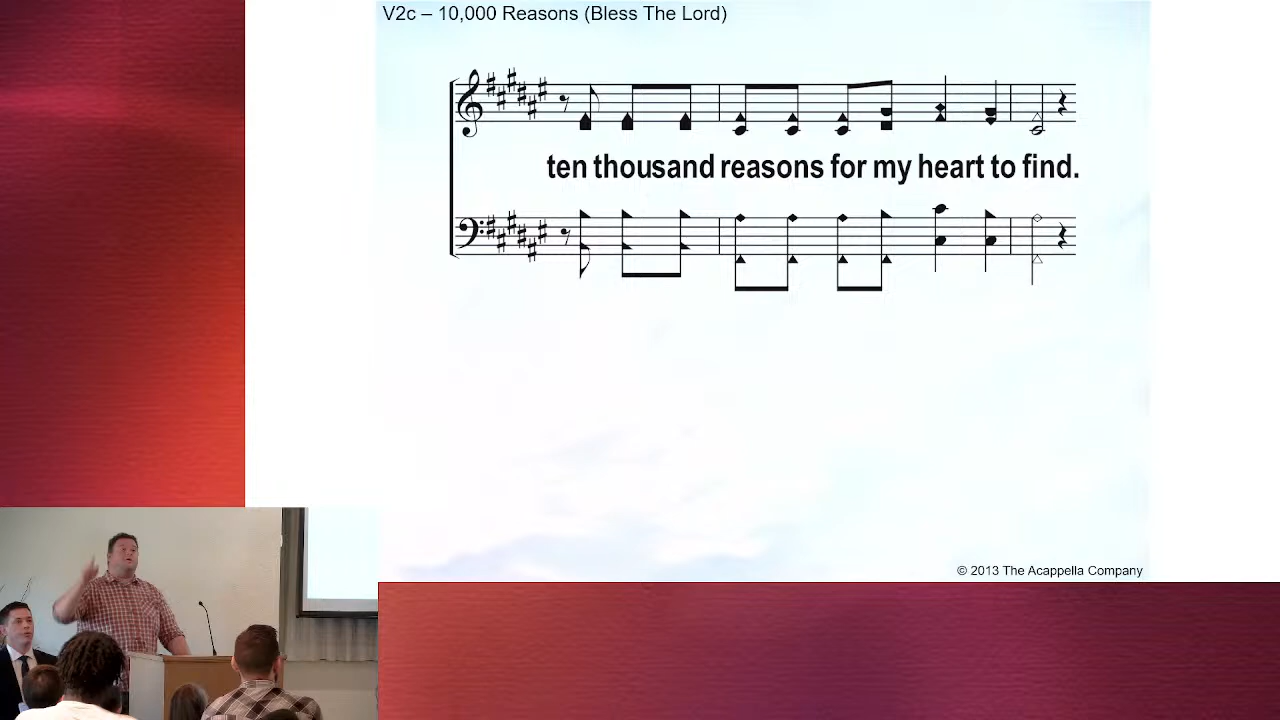 V2c – 10,000 Reasons (Bless The Lord)
ten thousand reasons for my heart to find.
© 2013 The Acappella Company